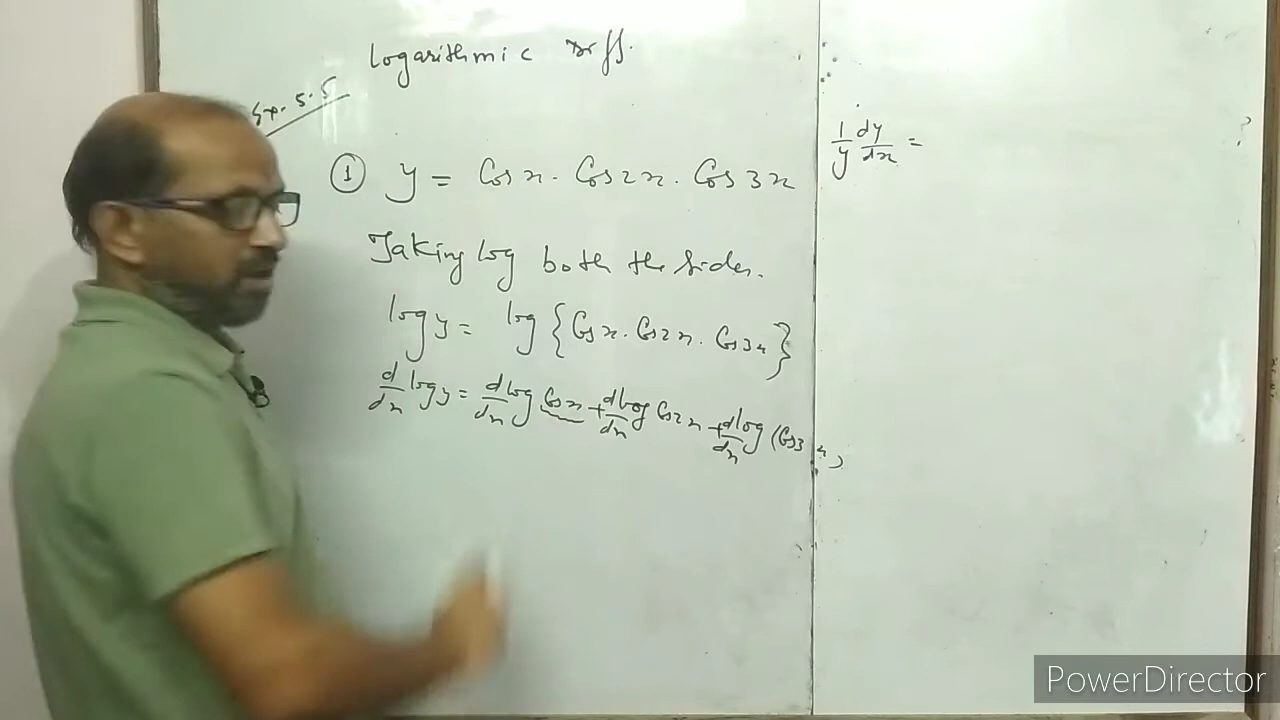 Logarithmic Diff.
Ex. 5.5
① y = Cos x . Cos 2x . Cos 3x
Taking log both the sides.
log y = log { Cos x . Cos 2x . Cos 3x }
d/dx log y = d/dx log Cos x + d/dx log Cos 2x + d/dx log (Cos 3x)
1/y dy/dx =
PowerDirector